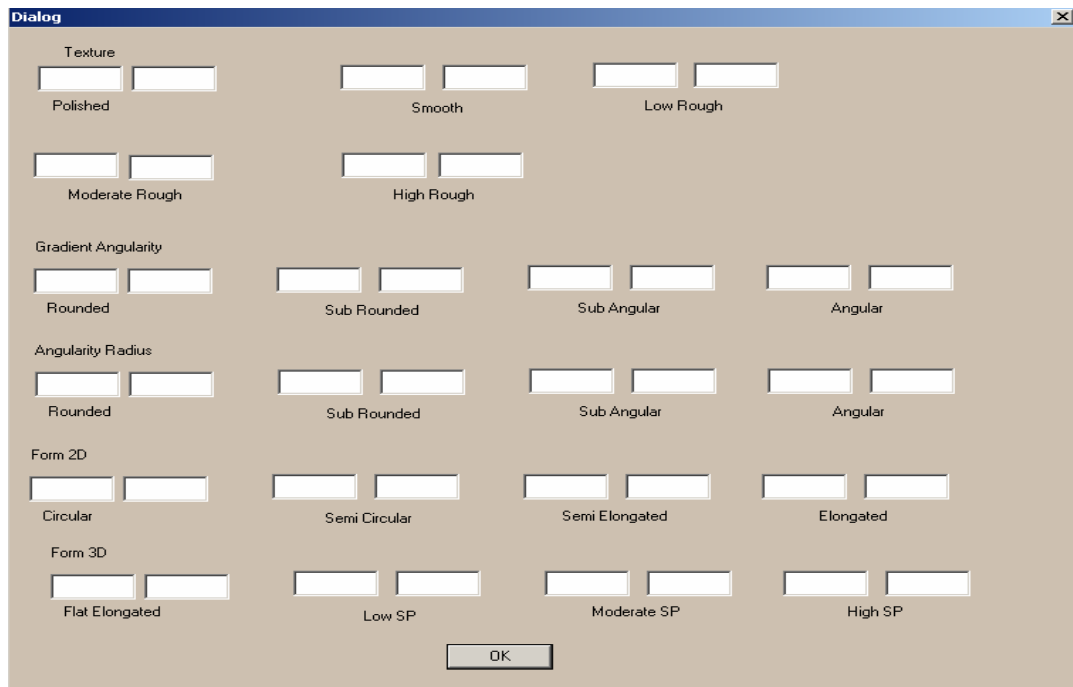 Dialog
Texture
Polished Smooth Low Rough
Moderate Rough High Rough
Gradient Angularity
Rounded Sub Rounded Sub Angular Angular
Angularity Radius
Rounded Sub Rounded Sub Angular Angular
Form 2D
Circular Semi Circular Semi Elongated Elongated
Form 3D
Flat Elongated Low SP Moderate SP High SP
OK